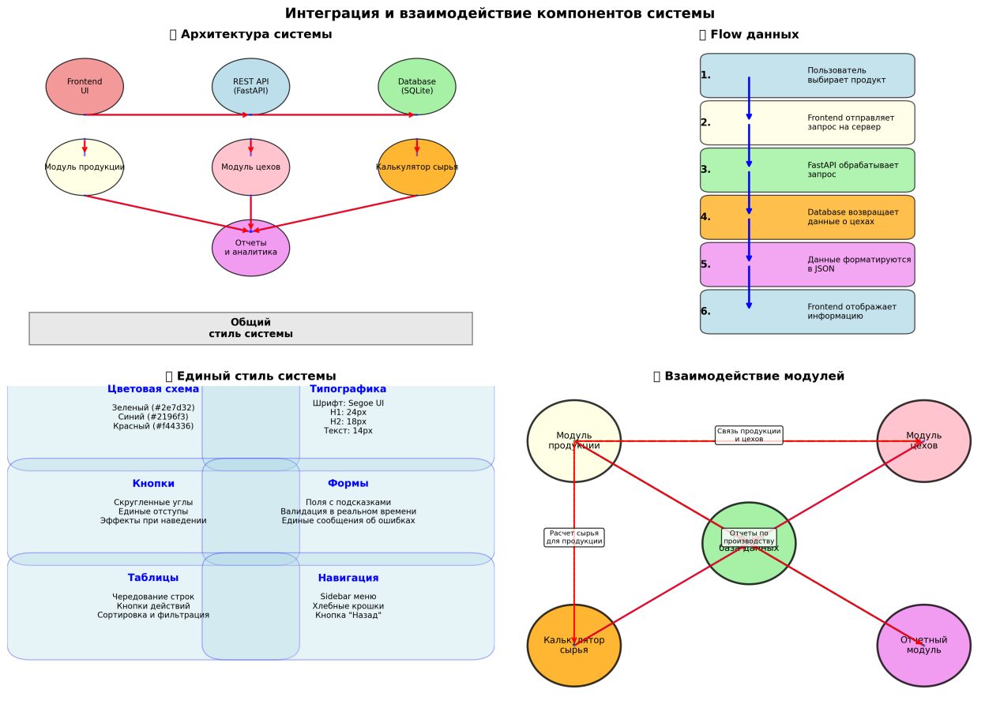 Интеграция и взаимодействие компонентов системы
Архитектура системы
Frontend
UI
REST API
(FastAPI)
Database
(SQLite)
Модуль продукции
Модуль цехов
Калькулятор сырья
Отчеты
и аналитика
Общий
стиль системы
Flow данных
1.
Пользователь
выбирает продукт
2.
Frontend отправляет
запрос на сервер
3.
FastAPI обрабатывает
запрос
4.
Database возвращает
данные о цехах
5.
Данные форматируются
в JSON
6.
Frontend отображает
информацию
Единый стиль системы
Цветовая схема
Зеленый (#2e7d32)
Синий (#2196f3)
Красный (#f44336)
Типографика
Шрифт: Segoe UI
H1: 24px
H2: 18px
Текст: 14px
Кнопки
Скругленные углы
Единые отступы
Эффекты при наведении
Формы
Поля с подсказками
Валидация в реальном времени
Единые сообщения об ошибках
Таблицы
Чередование строк
Кнопки действий
Сортировка и фильтрация
Навигация
Sidebar меню
Хлебные крошки
Кнопка "Назад"
Взаимодействие модулей
Модуль
продукции
Связь продукции
и цехов
Модуль
цехов
Расчет сырья
для продукции
Отчеты по
производству
база данных
Калькулятор
сырья
Отчетный
модуль